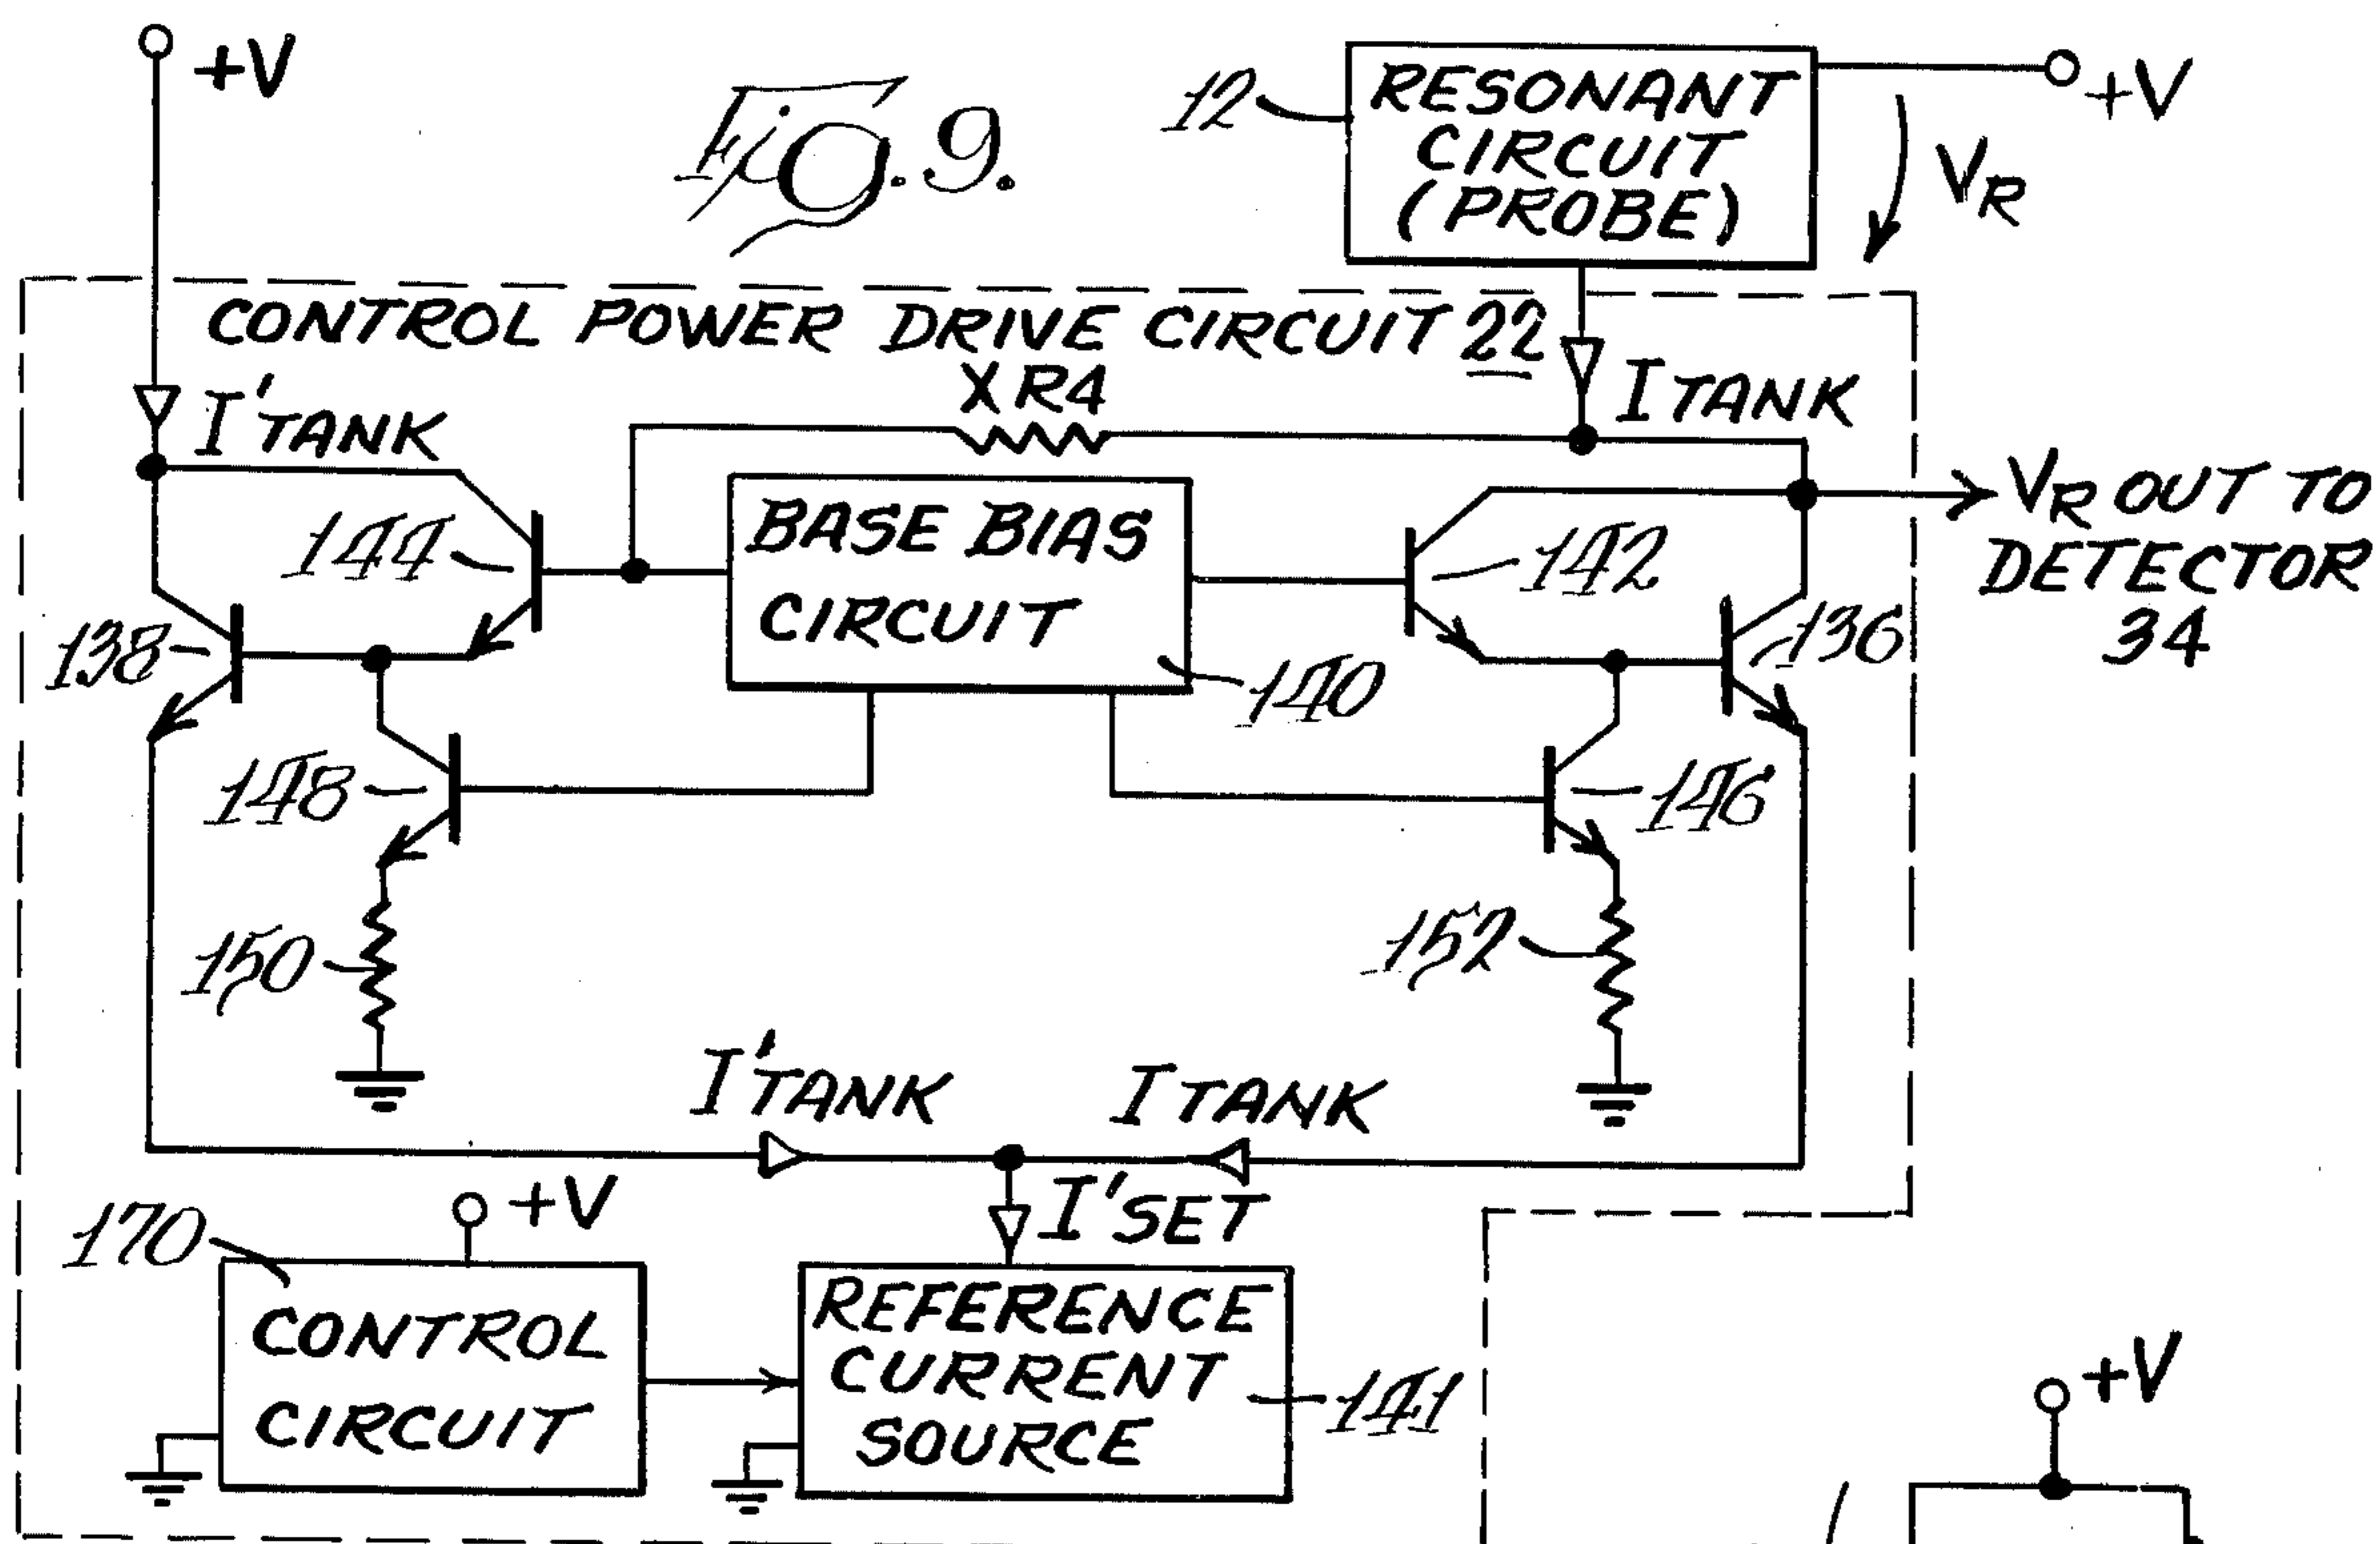 +V
Fig. 9.
12
RESONANT
CIRCUIT
(PROBE)
+V
VR
CONTROL POWER DRIVE CIRCUIT 22
XR4
I TANK
I'TANK
144
BASE BIAS
CIRCUIT
142
VR OUT TO
DETECTOR
34
138
140
136
148
146
150
152
I'TANK
I TANK
170
+V
I'SET
CONTROL
CIRCUIT
REFERENCE
CURRENT
SOURCE
141
+V